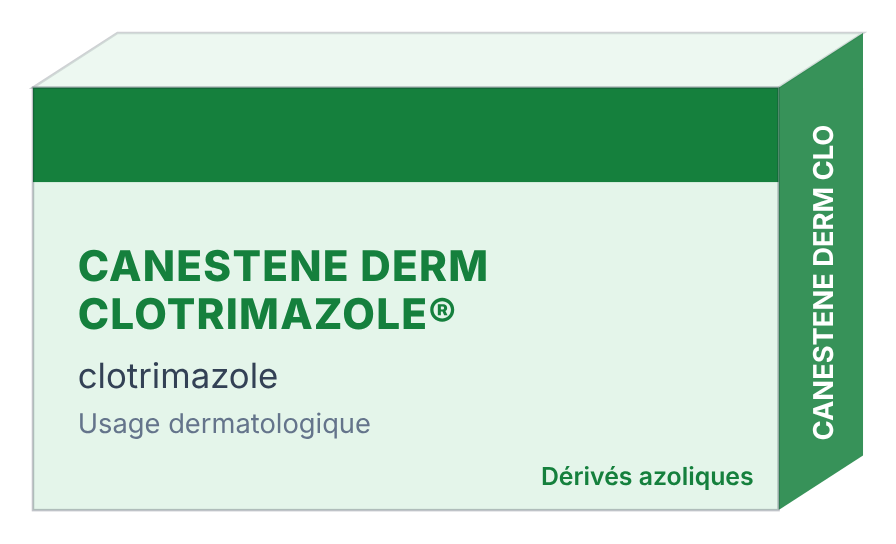 CANESTENE DERM
CLOTRIMAZOLE®
clotrimazole
Usage dermatologique
Dérivés azoliques
CANESTENE DERM CLO